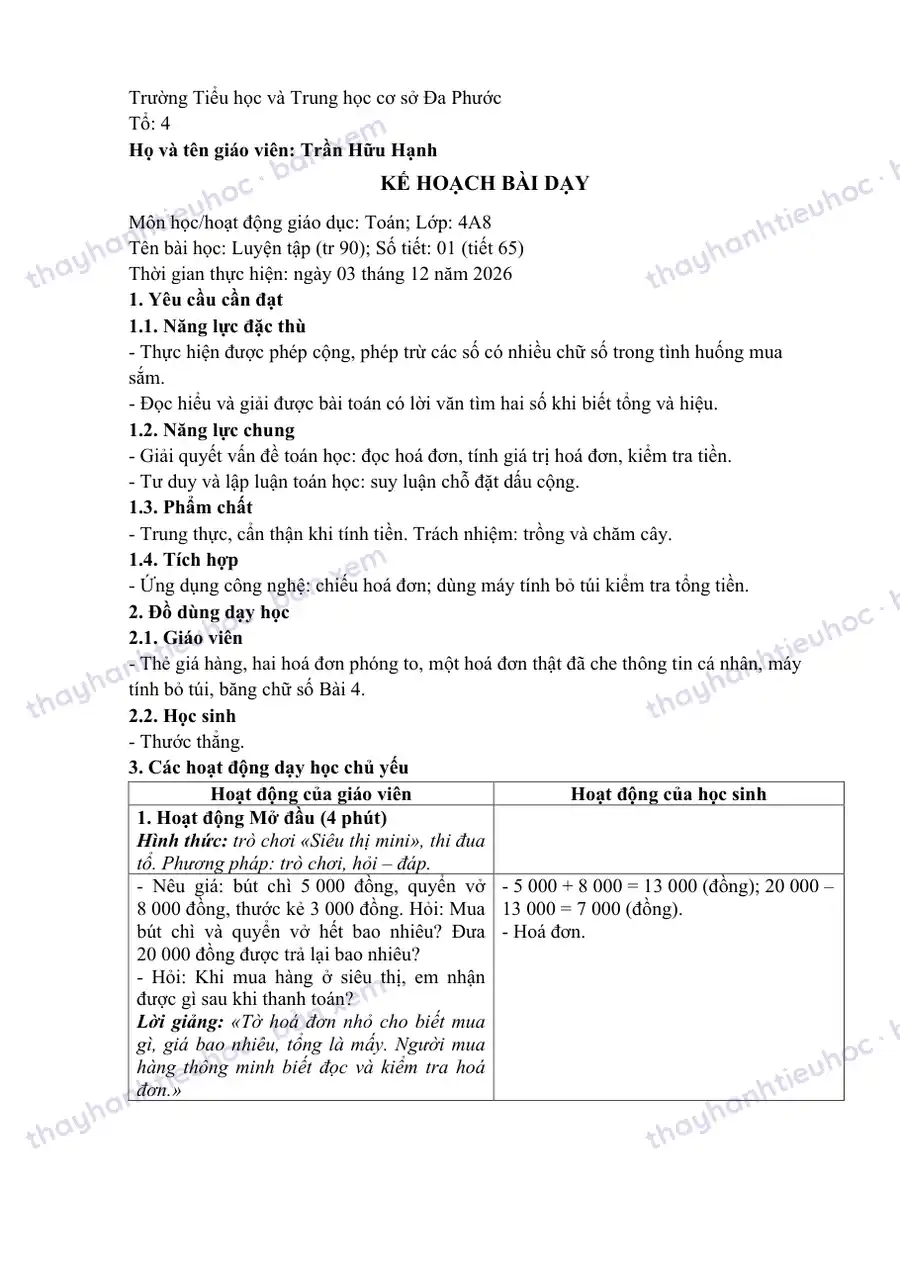 Trường Tiểu học và Trung học cơ sở Đa Phước
Tổ: 4
Họ và tên giáo viên: Trần Hữu Hạnh
KẾ HOẠCH BÀI DẠY
Môn học/hoạt động giáo dục: Toán; Lớp: 4A8
Tên bài học: Luyện tập (tr 90); Số tiết: 01 (tiết 65)
Thời gian thực hiện: ngày 03 tháng 12 năm 2026
1. Yêu cầu cần đạt
1.1. Năng lực đặc thù
- Thực hiện được phép cộng, phép trừ các số có nhiều chữ số trong tình huống mua
sắm.
- Đọc hiểu và giải được bài toán có lời văn tìm hai số khi biết tổng và hiệu.
1.2. Năng lực chung
- Giải quyết vấn đề toán học: đọc hoá đơn, tính giá trị hoá đơn, kiểm tra tiền.
- Tư duy và lập luận toán học: suy luận chỗ đặt dấu cộng.
1.3. Phẩm chất
- Trung thực, cẩn thận khi tính tiền. Trách nhiệm: trồng và chăm cây.
1.4. Tích hợp
- Ứng dụng công nghệ: chiếu hoá đơn; dùng máy tính bỏ túi kiểm tra tổng tiền.
2. Đồ dùng dạy học
2.1. Giáo viên
- Thẻ giá hàng, hai hoá đơn phóng to, một hoá đơn thật đã che thông tin cá nhân, máy
tính bỏ túi, băng chữ số Bài 4.
2.2. Học sinh
- Thước thẳng.
3. Các hoạt động dạy học chủ yếu
Hoạt động của giáo viên
Hoạt động của học sinh
1. Hoạt động Mở đầu (4 phút)
Hình thức: trò chơi «Siêu thị mini», thi đua
tổ. Phương pháp: trò chơi, hỏi – đáp.
- Nêu giá: bút chì 5 000 đồng, quyển vở
8 000 đồng, thước kẻ 3 000 đồng. Hỏi: Mua
bút chì và quyển vở hết bao nhiêu? Đưa
20 000 đồng được trả lại bao nhiêu?
- Hỏi: Khi mua hàng ở siêu thị, em nhận
được gì sau khi thanh toán?
Lời giảng: «Tờ hoá đơn nhỏ cho biết mua
gì, giá bao nhiêu, tổng là mấy. Người mua
hàng thông minh biết đọc và kiểm tra hoá
đơn.»
- 5 000 + 8 000 = 13 000 (đồng); 20 000 –
13 000 = 7 000 (đồng).
- Hoá đơn.
thayhanhtieuhoc · bản xem
thayhanhtieuhoc · b
thayhanhtieuhoc · bản xem
thayhanhtieuhoc · b
thayhanhtieuhoc · bản xem
thayhanhtieuhoc · b